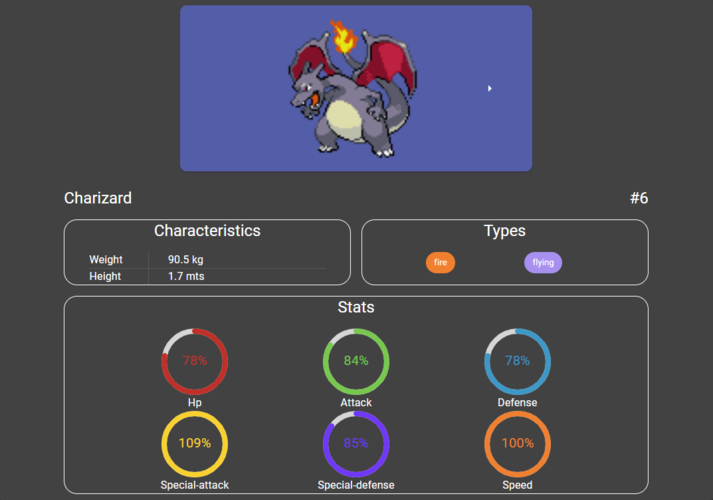 Charizard #6
Characteristics
Weight 90.5 kg
Height 1.7 mts
Types
fire flying
Stats
78% 84% 78%
Hp Attack Defense
109% 85% 100%
Special-attack Special-defense Speed